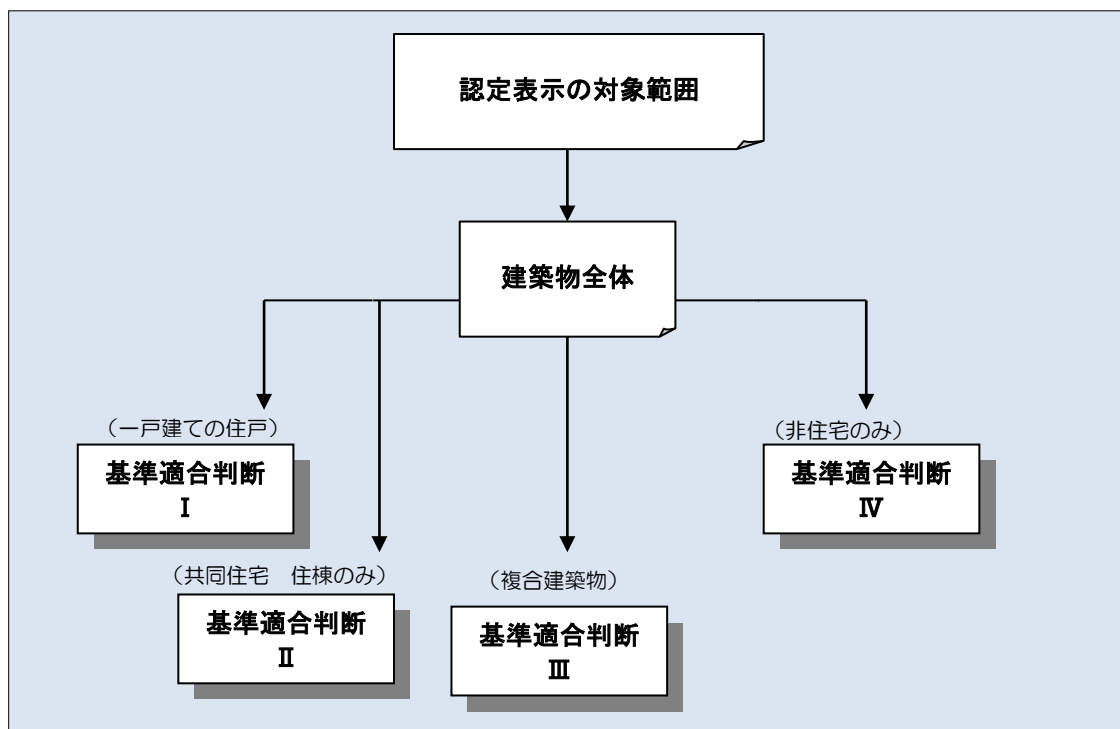 認定表示の対象範囲
建築物全体
（一戸建ての住戸）
基準適合判断
Ⅰ
（共同住宅　住棟のみ）
基準適合判断
Ⅱ
（複合建築物）
基準適合判断
Ⅲ
（非住宅のみ）
基準適合判断
Ⅳ